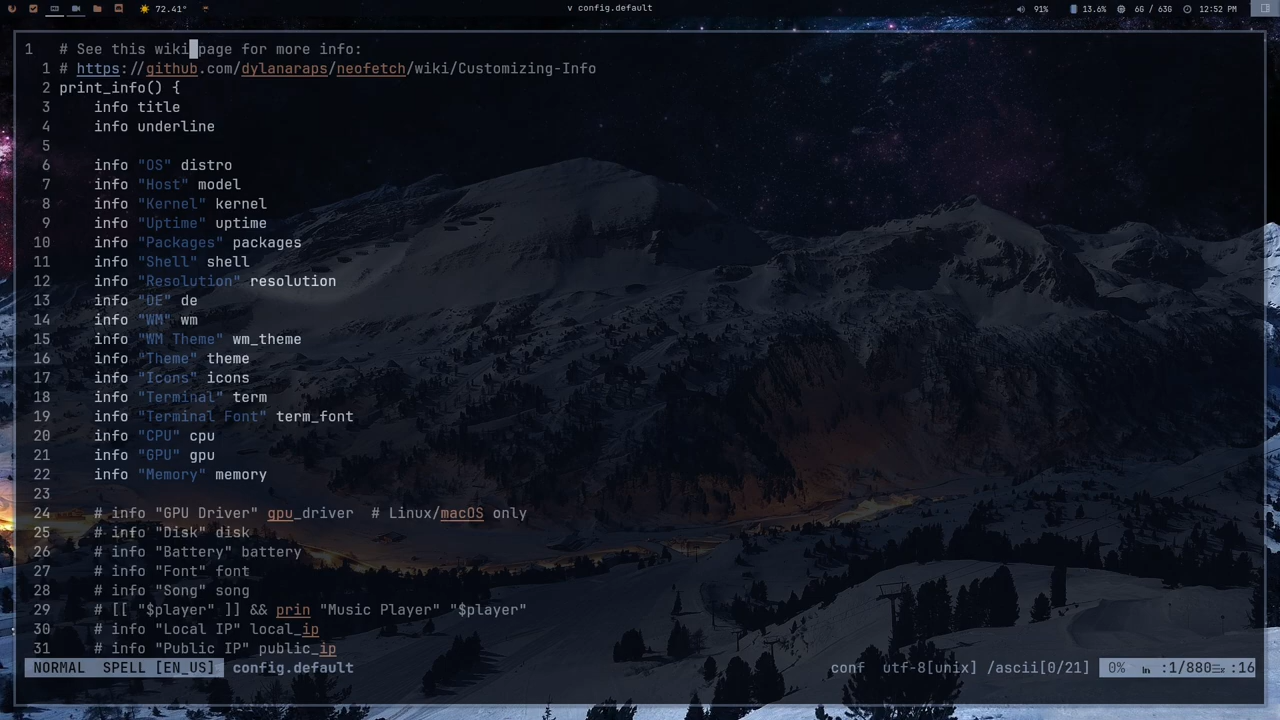 72.41°
v config.default
91%
13.6%
6G / 63G
12:52 PM
1 # See this wiki page for more info:
1 # https://github.com/dylanaraps/neofetch/wiki/Customizing-Info
2 print_info() {
3 info title
4 info underline
5
6 info "OS" distro
7 info "Host" model
8 info "Kernel" kernel
9 info "Uptime" uptime
10 info "Packages" packages
11 info "Shell" shell
12 info "Resolution" resolution
13 info "DE" de
14 info "WM" wm
15 info "WM Theme" wm_theme
16 info "Theme" theme
17 info "Icons" icons
18 info "Terminal" term
19 info "Terminal Font" term_font
20 info "CPU" cpu
21 info "GPU" gpu
22 info "Memory" memory
23
24 # info "GPU Driver" gpu_driver # Linux/macOS only
25 # info "Disk" disk
26 # info "Battery" battery
27 # info "Font" font
28 # info "Song" song
29 # [[ "$player" ]] && prin "Music Player" "$player"
30 # info "Local IP" local_ip
31 # info "Public IP" public_ip
NORMAL SPELL [EN_US] config.default conf utf-8[unix] /ascii[0/21] 0% ln :1/880 :16